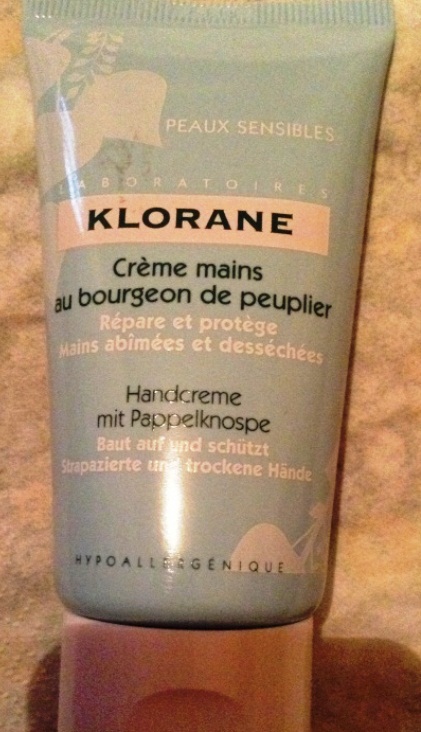 PEAUX SENSIBLES
LABORATOIRES
KLORANE
Crème mains
au bourgeon de peuplier
Répare et protège
Mains abîmées et desséchées
Handcreme
mit Pappelknospe
Baut auf und schützt
Strapazierte und trockene Hände
HYPOALLERGÉNIQUE